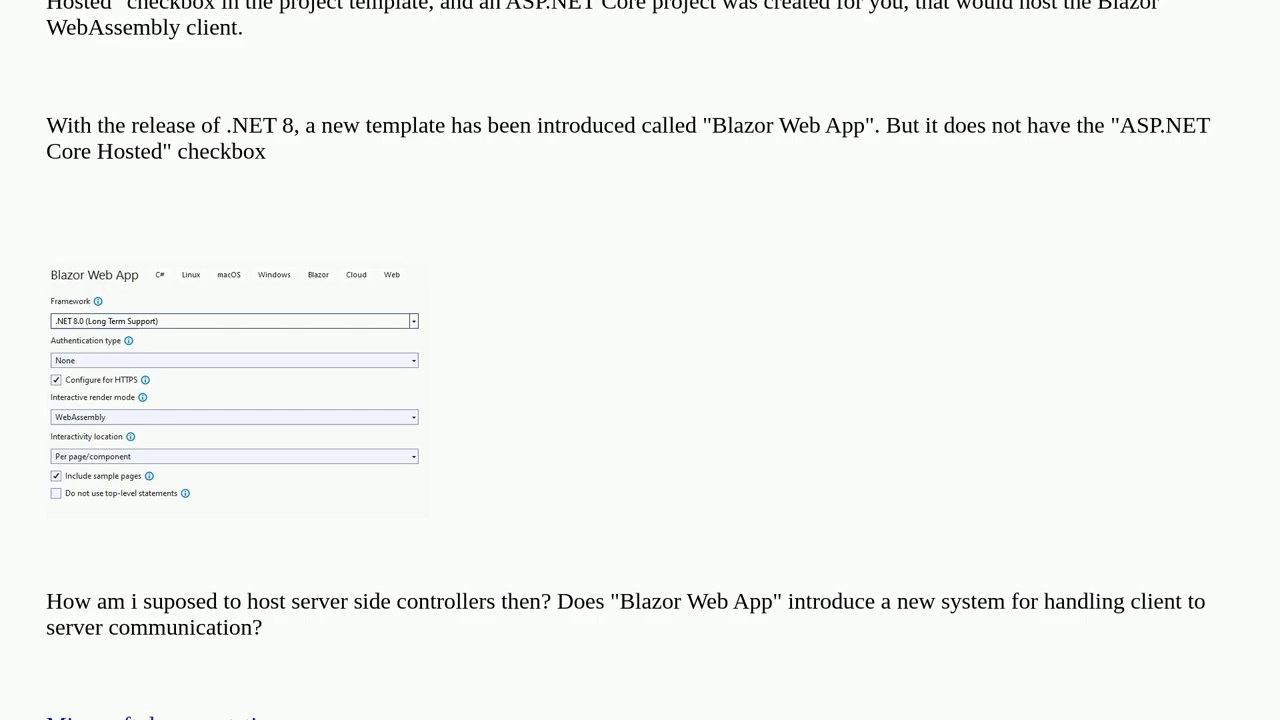 Hosted" checkbox in the project template, and an ASP.NET Core project was created for you, that would host the Blazor
WebAssembly client.
With the release of .NET 8, a new template has been introduced called "Blazor Web App". But it does not have the "ASP.NET
Core Hosted" checkbox
Blazor Web App C# Linux macOS Windows Blazor Cloud Web
Framework
.NET 8.0 (Long Term Support)
Authentication type
None
Configure for HTTPS
Interactive render mode
WebAssembly
Interactivity location
Per page/component
Include sample pages
Do not use top-level statements
How am i suposed to host server side controllers then? Does "Blazor Web App" introduce a new system for handling client to
server communication?